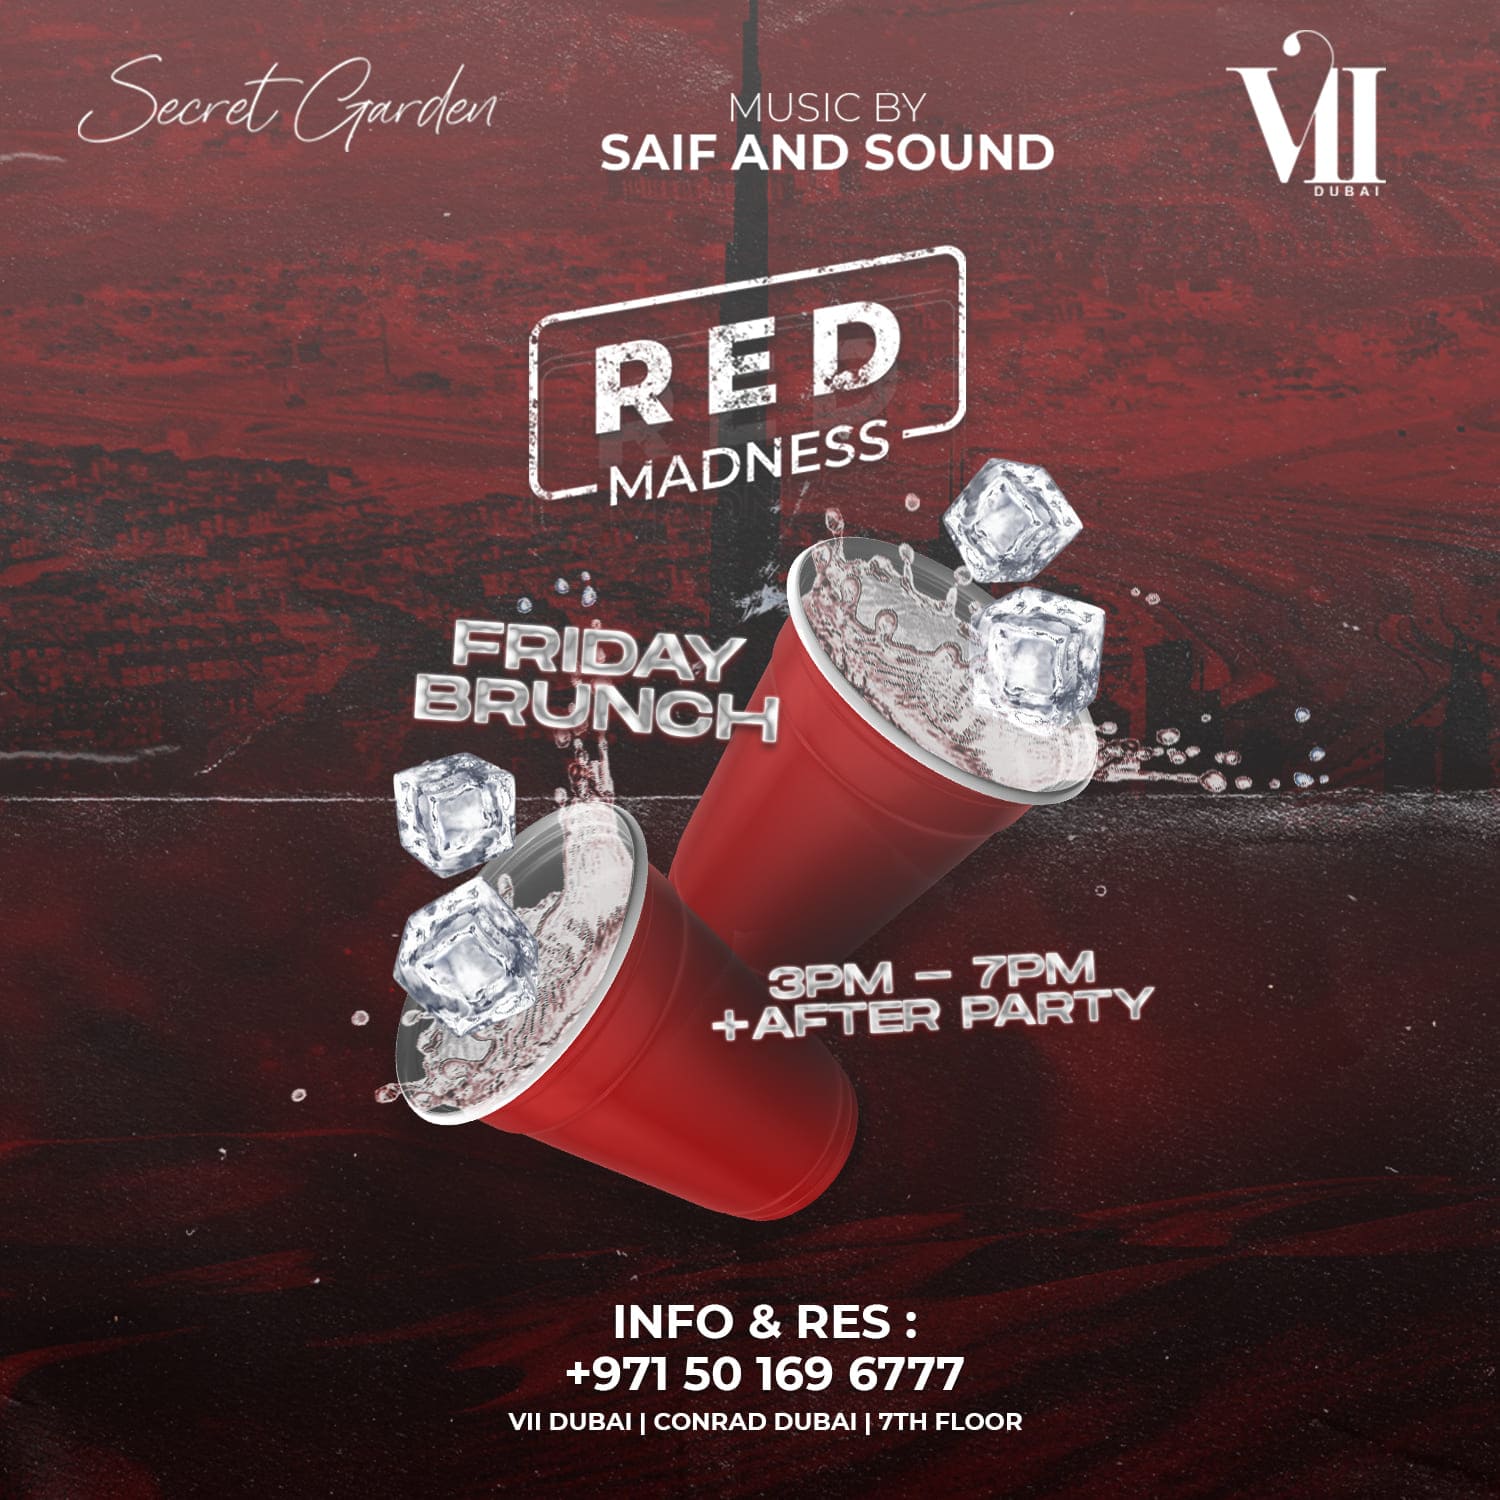 Secret Garden
MUSIC BY
SAIF AND SOUND
VII
DUBAI
RED
MADNESS
FRIDAY
BRUNCH
3PM – 7PM
+AFTER PARTY
INFO & RES :
+971 50 169 6777
VII DUBAI | CONRAD DUBAI | 7TH FLOOR